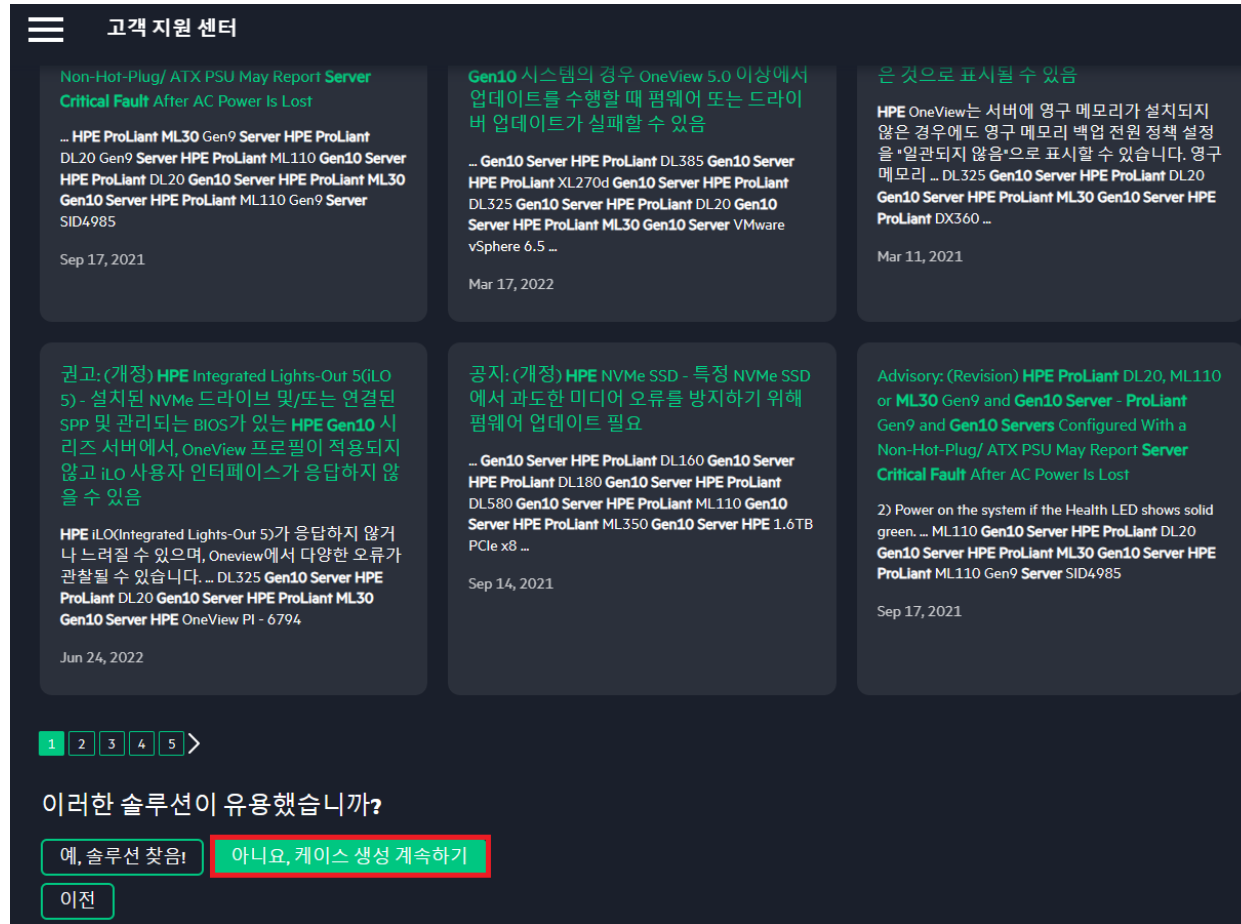 고객 지원 센터
Non-Hot-Plug/ ATX PSU May Report Server
Critical Fault After AC Power Is Lost
... HPE ProLiant ML30 Gen9 Server HPE ProLiant
DL20 Gen9 Server HPE ProLiant ML110 Gen10 Server
HPE ProLiant DL20 Gen10 Server HPE ProLiant ML30
Gen10 Server HPE ProLiant ML110 Gen9 Server
SID4985
Sep 17, 2021
Gen10 시스템의 경우 OneView 5.0 이상에서
업데이트를 수행할 때 펌웨어 또는 드라이
버 업데이트가 실패할 수 있음
... Gen10 Server HPE ProLiant DL385 Gen10 Server
HPE ProLiant XL270d Gen10 Server HPE ProLiant
DL325 Gen10 Server HPE ProLiant DL20 Gen10
Server HPE ProLiant ML30 Gen10 Server VMware
vSphere 6.5 ...
Mar 17, 2022
은 것으로 표시될 수 있음
HPE OneView는 서버에 영구 메모리가 설치되지
않은 경우에도 영구 메모리 백업 전원 정책 설정
을 "일관되지 않음"으로 표시할 수 있습니다. 영구
메모리 ... DL325 Gen10 Server HPE ProLiant DL20
Gen10 Server HPE ProLiant ML30 Gen10 Server HPE
ProLiant DX360 ...
Mar 11, 2021
권고: (개정) HPE Integrated Lights-Out 5(iLO
5) - 설치된 NVMe 드라이브 및/또는 연결된
SPP 및 관리되는 BIOS가 있는 HPE Gen10 시
리즈 서버에서, OneView 프로필이 적용되지
않고 iLO 사용자 인터페이스가 응답하지 않
을 수 있음
HPE iLO(Integrated Lights-Out 5)가 응답하지 않거
나 느려질 수 있으며, Oneview에서 다양한 오류가
관찰될 수 있습니다. ... DL325 Gen10 Server HPE
ProLiant DL20 Gen10 Server HPE ProLiant ML30
Gen10 Server HPE OneView PI - 6794
Jun 24, 2022
공지: (개정) HPE NVMe SSD - 특정 NVMe SSD
에서 과도한 미디어 오류를 방지하기 위해
펌웨어 업데이트 필요
... Gen10 Server HPE ProLiant DL160 Gen10 Server
HPE ProLiant DL180 Gen10 Server HPE ProLiant
DL580 Gen10 Server HPE ProLiant ML110 Gen10
Server HPE ProLiant ML350 Gen10 Server HPE 1.6TB
PCIe x8 ...
Sep 14, 2021
Advisory: (Revision) HPE ProLiant DL20, ML110
or ML30 Gen9 and Gen10 Server - ProLiant
Gen9 and Gen10 Servers Configured With a
Non-Hot-Plug/ ATX PSU May Report Server
Critical Fault After AC Power Is Lost
2) Power on the system if the Health LED shows solid
green. ... ML110 Gen10 Server HPE ProLiant DL20
Gen10 Server HPE ProLiant ML30 Gen10 Server HPE
ProLiant ML110 Gen9 Server SID4985
Sep 17, 2021
1 2 3 4 5
이러한 솔루션이 유용했습니까?
예, 솔루션 찾음! 아니요, 케이스 생성 계속하기
이전